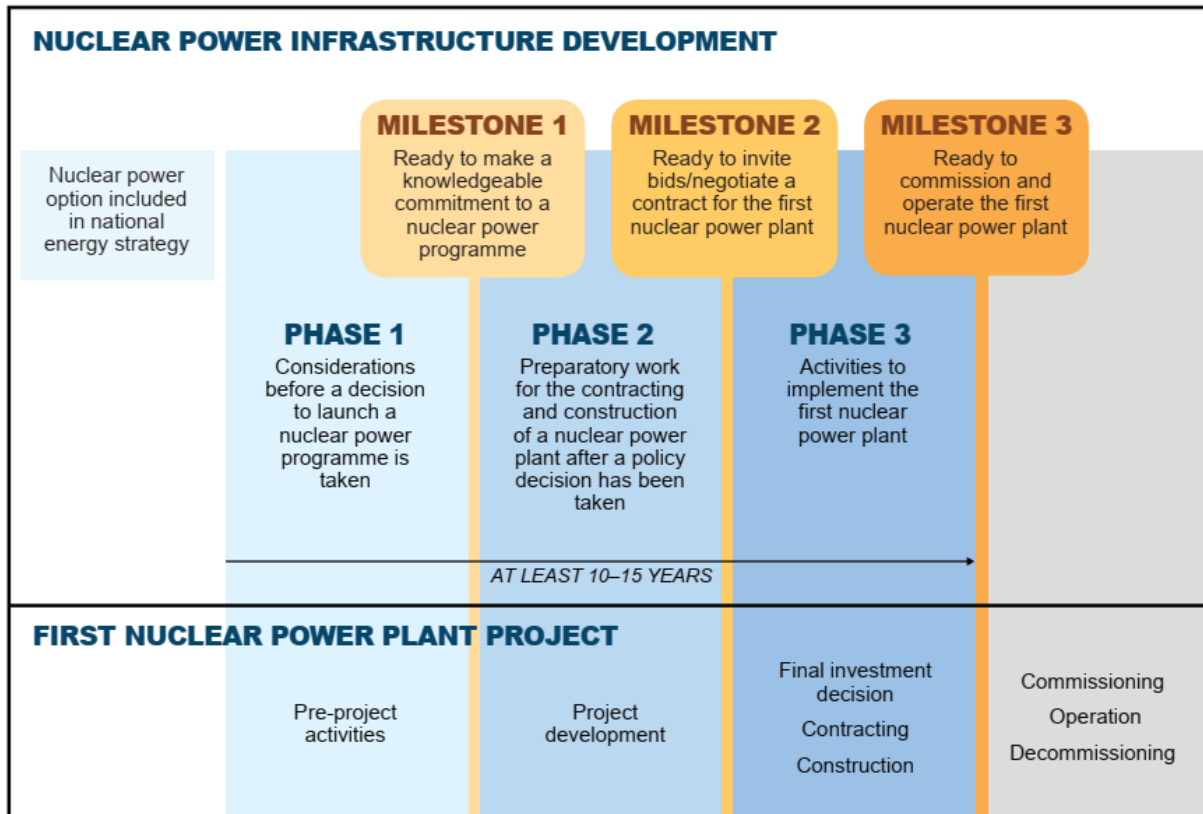 NUCLEAR POWER INFRASTRUCTURE DEVELOPMENT
Nuclear power
option included
in national
energy strategy
MILESTONE 1
Ready to make a
knowledgeable
commitment to a
nuclear power
programme
MILESTONE 2
Ready to invite
bids/negotiate a
contract for the first
nuclear power plant
MILESTONE 3
Ready to
commission and
operate the first
nuclear power plant
PHASE 1
Considerations
before a decision
to launch a
nuclear power
programme is
taken
PHASE 2
Preparatory work
for the contracting
and construction
of a nuclear power
plant after a policy
decision has been
taken
PHASE 3
Activities to
implement the
first nuclear
power plant
AT LEAST 10–15 YEARS
FIRST NUCLEAR POWER PLANT PROJECT
Pre-project
activities
Project
development
Final investment
decision
Contracting
Construction
Commissioning
Operation
Decommissioning